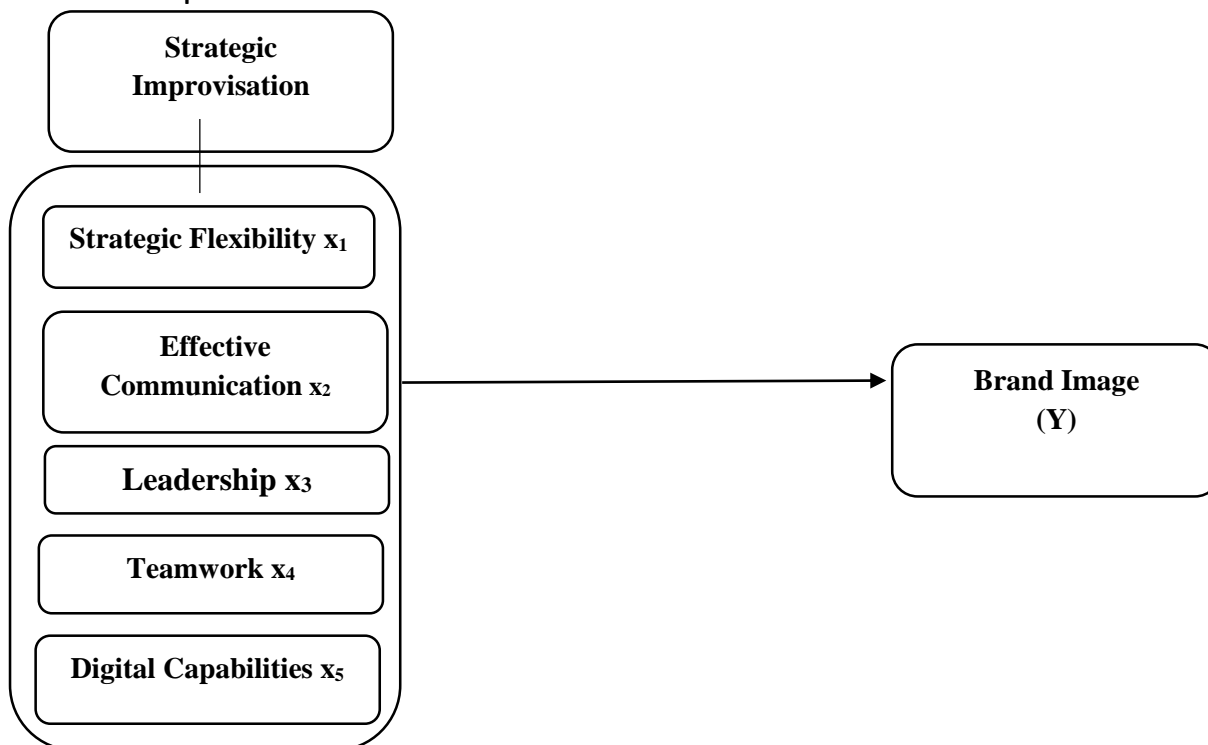 Strategic
Improvisation
Strategic Flexibility x₁
Effective
Communication x₂
Leadership x₃
Teamwork x₄
Digital Capabilities x₅
Brand Image
(Y)